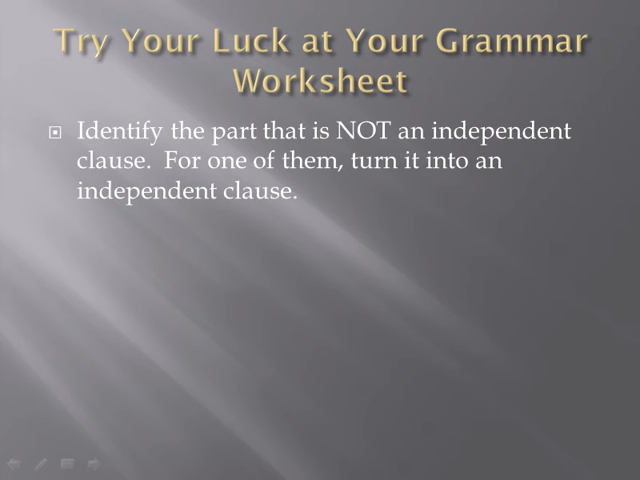 Try Your Luck at Your Grammar
Worksheet
Identify the part that is NOT an independent
clause.  For one of them, turn it into an
independent clause.